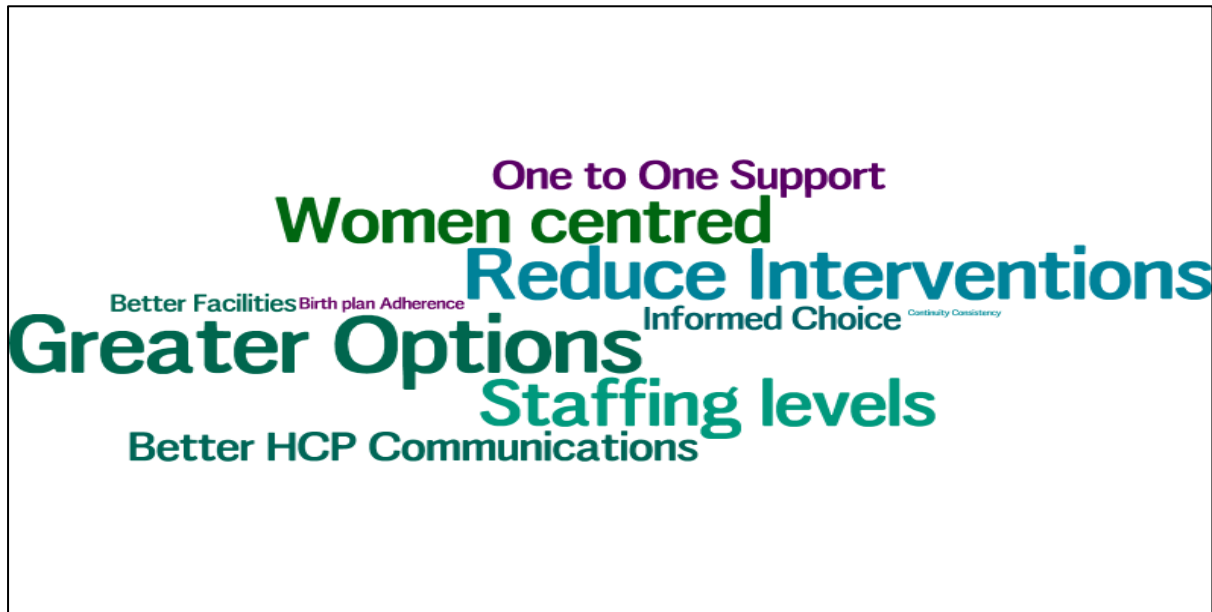 One to One Support
Women centred
Reduce Interventions
Better Facilities
Birth plan Adherence
Informed Choice
Continuity Consistency
Greater Options
Staffing levels
Better HCP Communications